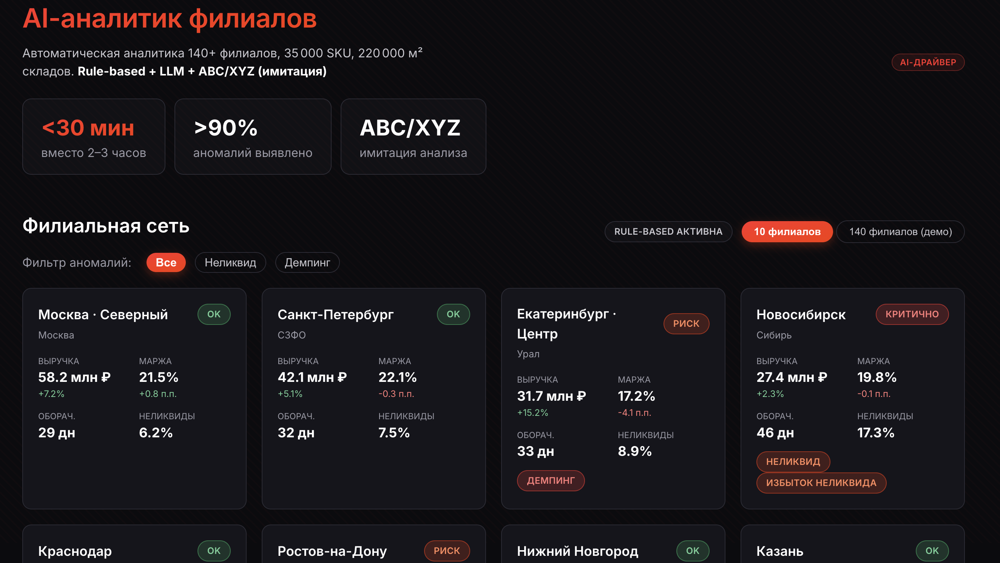 AI-аналитик филиалов
Автоматическая аналитика 140+ филиалов, 35 000 SKU, 220 000 м²
складов. Rule-based + LLM + ABC/XYZ (имитация)
AI-ДРАЙВЕР
<30 мин
вместо 2–3 часов
>90%
аномалий выявлено
ABC/XYZ
имитация анализа
Филиальная сеть
RULE-BASED АКТИВНА
10 филиалов
140 филиалов (демо)
Фильтр аномалий:
Все
Неликвид
Демпинг
Москва · Северный
OK
Москва
ВЫРУЧКА
58.2 млн ₽
+7.2%
МАРЖА
21.5%
+0.8 п.п.
ОБОРАЧ.
29 дн
НЕЛИКВИДЫ
6.2%
Санкт-Петербург
OK
СЗФО
ВЫРУЧКА
42.1 млн ₽
+5.1%
МАРЖА
22.1%
-0.3 п.п.
ОБОРАЧ.
32 дн
НЕЛИКВИДЫ
7.5%
Екатеринбург ·
Центр
РИСК
Урал
ВЫРУЧКА
31.7 млн ₽
+15.2%
МАРЖА
17.2%
-4.1 п.п.
ОБОРАЧ.
33 дн
НЕЛИКВИДЫ
8.9%
ДЕМПИНГ
Новосибирск
КРИТИЧНО
Сибирь
ВЫРУЧКА
27.4 млн ₽
+2.3%
МАРЖА
19.8%
-0.1 п.п.
ОБОРАЧ.
46 дн
НЕЛИКВИДЫ
17.3%
НЕЛИКВИД
ИЗБЫТОК НЕЛИКВИДА
Краснодар
OK
Ростов-на-Дону
РИСК
Нижний Новгород
OK
Казань
OK